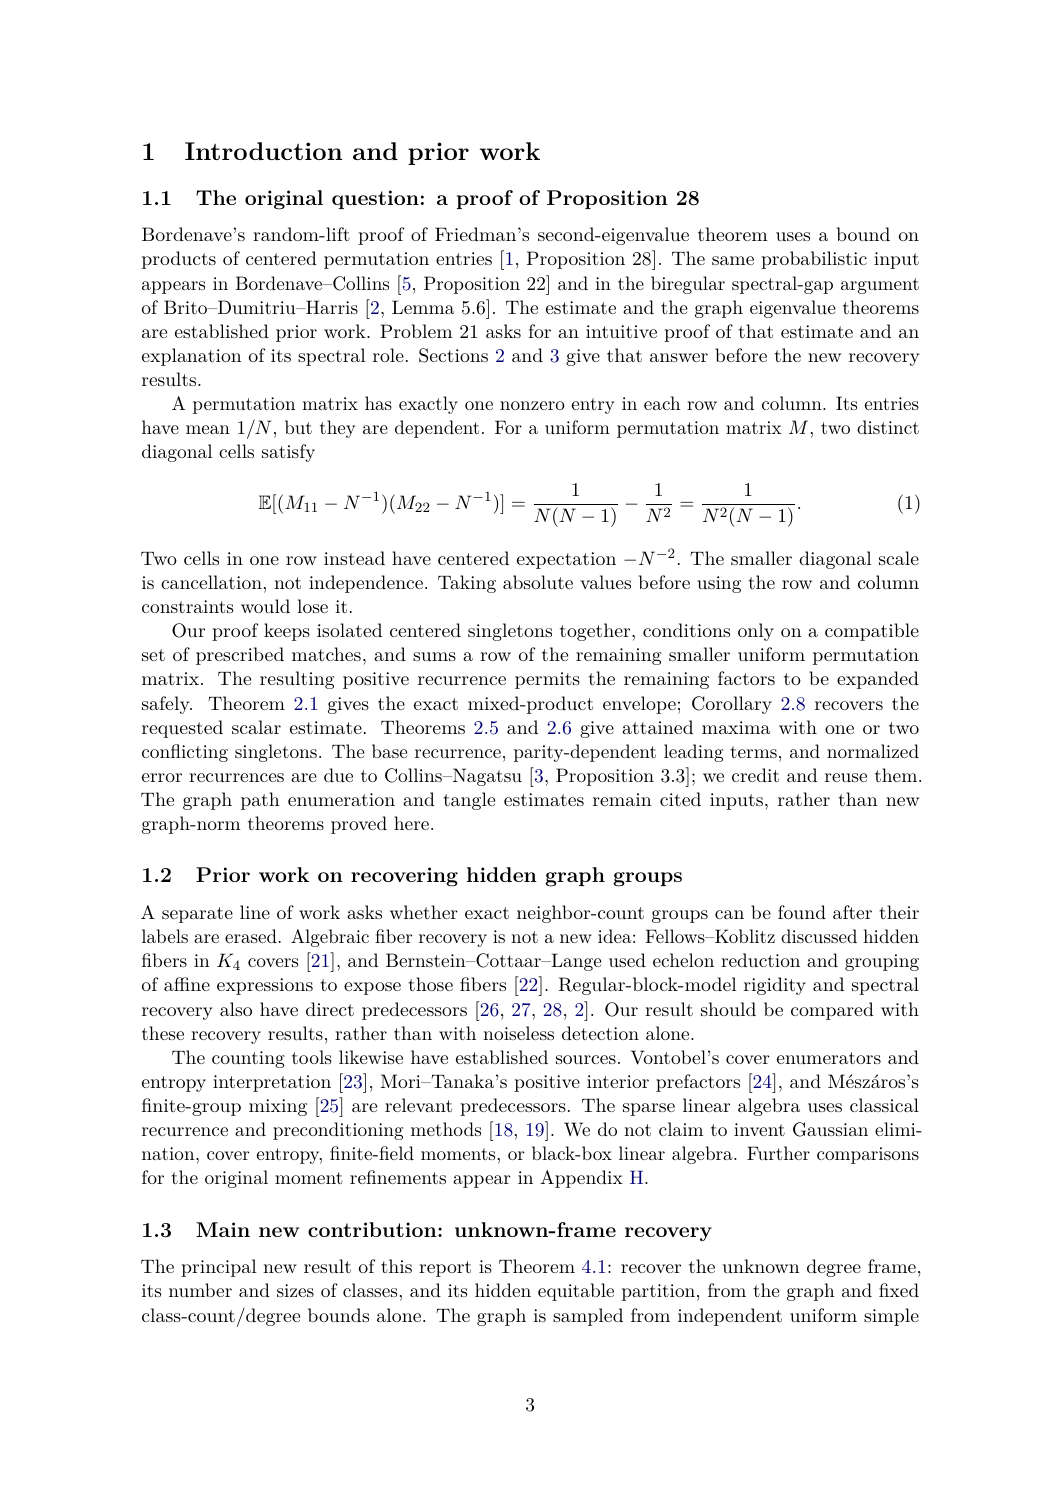 1 Introduction and prior work
1.1 The original question: a proof of Proposition 28
Bordenave's random-lift proof of Friedman's second-eigenvalue theorem uses a bound on
products of centered permutation entries [1, Proposition 28]. The same probabilistic input
appears in Bordenave–Collins [5, Proposition 22] and in the biregular spectral-gap argument
of Brito–Dumitriu–Harris [2, Lemma 5.6]. The estimate and the graph eigenvalue theorems
are established prior work. Problem 21 asks for an intuitive proof of that estimate and an
explanation of its spectral role. Sections 2 and 3 give that answer before the new recovery
results.
A permutation matrix has exactly one nonzero entry in each row and column. Its entries
have mean 1/N, but they are dependent. For a uniform permutation matrix M, two distinct
diagonal cells satisfy
𝔼[(M₁₁ − N⁻¹)(M₂₂ − N⁻¹)] = 1/(N(N − 1)) − 1/N² = 1/(N²(N − 1)). (1)
Two cells in one row instead have centered expectation −N⁻². The smaller diagonal scale
is cancellation, not independence. Taking absolute values before using the row and column
constraints would lose it.
Our proof keeps isolated centered singletons together, conditions only on a compatible
set of prescribed matches, and sums a row of the remaining smaller uniform permutation
matrix. The resulting positive recurrence permits the remaining factors to be expanded
safely. Theorem 2.1 gives the exact mixed-product envelope; Corollary 2.8 recovers the
requested scalar estimate. Theorems 2.5 and 2.6 give attained maxima with one or two
conflicting singletons. The base recurrence, parity-dependent leading terms, and normalized
error recurrences are due to Collins–Nagatsu [3, Proposition 3.3]; we credit and reuse them.
The graph path enumeration and tangle estimates remain cited inputs, rather than new
graph-norm theorems proved here.
1.2 Prior work on recovering hidden graph groups
A separate line of work asks whether exact neighbor-count groups can be found after their
labels are erased. Algebraic fiber recovery is not a new idea: Fellows–Koblitz discussed hidden
fibers in K₄ covers [21], and Bernstein–Cottaar–Lange used echelon reduction and grouping
of affine expressions to expose those fibers [22]. Regular-block-model rigidity and spectral
recovery also have direct predecessors [26, 27, 28, 2]. Our result should be compared with
these recovery results, rather than with noiseless detection alone.
The counting tools likewise have established sources. Vontobel's cover enumerators and
entropy interpretation [23], Mori–Tanaka's positive interior prefactors [24], and Mészáros's
finite-group mixing [25] are relevant predecessors. The sparse linear algebra uses classical
recurrence and preconditioning methods [18, 19]. We do not claim to invent Gaussian elimi-
nation, cover entropy, finite-field moments, or black-box linear algebra. Further comparisons
for the original moment refinements appear in Appendix H.
1.3 Main new contribution: unknown-frame recovery
The principal new result of this report is Theorem 4.1: recover the unknown degree frame,
its number and sizes of classes, and its hidden equitable partition, from the graph and fixed
class-count/degree bounds alone. The graph is sampled from independent uniform simple
3